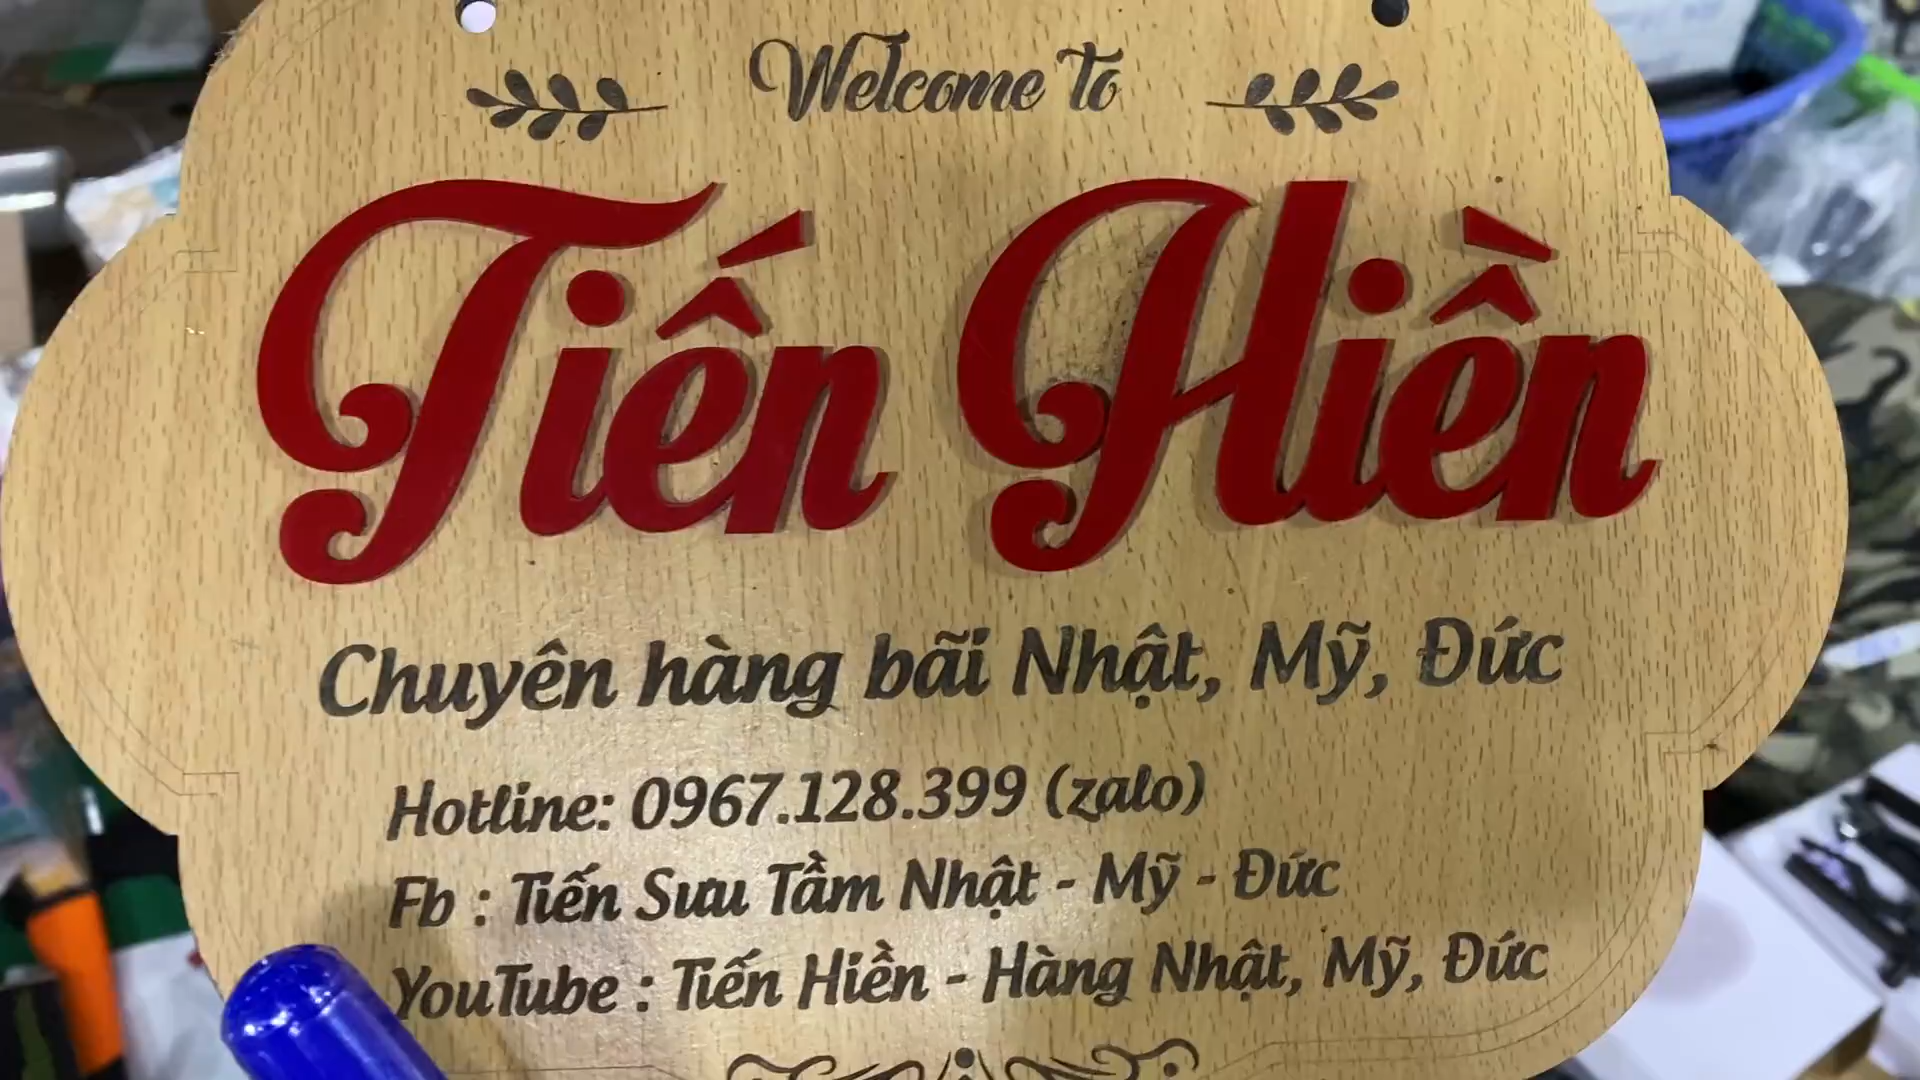 Welcome to
Tiến Hiền
Chuyên hàng bãi Nhật, Mỹ, Đức
Hotline: 0967.128.399 (zalo)
Fb : Tiến Sưu Tầm Nhật - Mỹ - Đức
YouTube : Tiến Hiền - Hàng Nhật, Mỹ, Đức